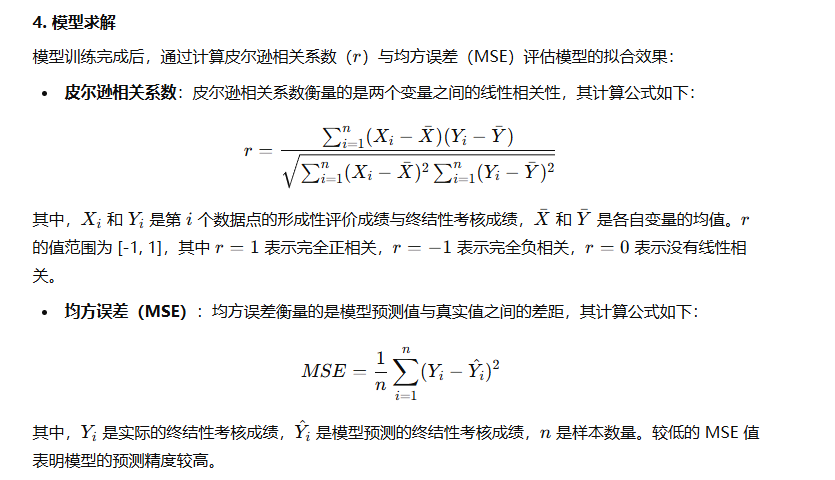 4. 模型求解
模型训练完成后，通过计算皮尔逊相关系数（r）与均方误差（MSE）评估模型的拟合效果：
• 皮尔逊相关系数：皮尔逊相关系数衡量的是两个变量之间的线性相关性，其计算公式如下：
r = \frac{\sum_{i=1}^{n}(X_i - \bar{X})(Y_i - \bar{Y})}{\sqrt{\sum_{i=1}^{n}(X_i - \bar{X})^2 \sum_{i=1}^{n}(Y_i - \bar{Y})^2}}
其中，X_i 和 Y_i 是第 i 个数据点的形成性评价成绩与终结性考核成绩，\bar{X} 和 \bar{Y} 是各自变量的均值。r
的值范围为 [-1, 1]，其中 r = 1 表示完全正相关，r = −1 表示完全负相关，r = 0 表示没有线性相
关。
• 均方误差（MSE）：均方误差衡量的是模型预测值与真实值之间的差距，其计算公式如下：
MSE = \frac{1}{n} \sum_{i=1}^{n}(Y_i - \hat{Y}_i)^2
其中，Y_i 是实际的终结性考核成绩，\hat{Y}_i 是模型预测的终结性考核成绩，n 是样本数量。较低的 MSE 值
表明模型的预测精度较高。